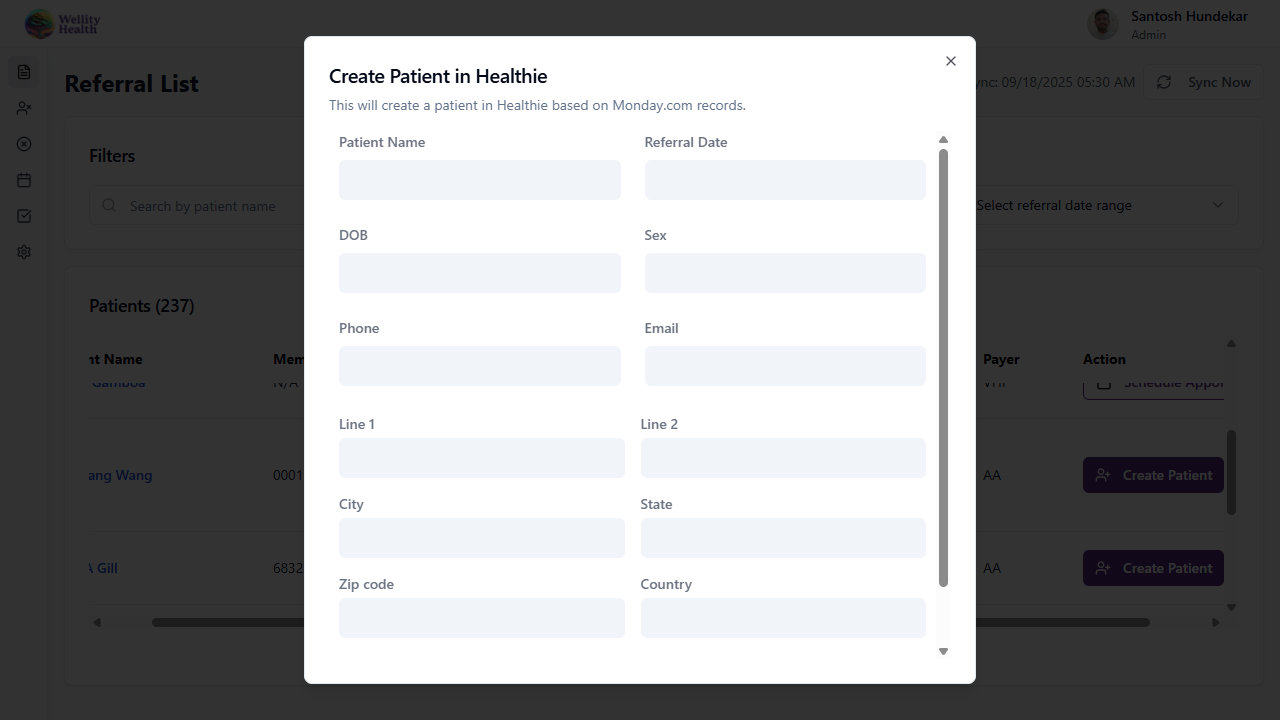 Wellity
Health
Santosh Hundekar
Admin
Referral List
ync: 09/18/2025 05:30 AM
Sync Now
Filters
Search by patient name
Select referral date range
Patients (237)
nt Name
Mem
Payer
Action
Gamboa
N/A
VHI
Schedule Appoi
ang Wang
0001
AA
Create Patient
A Gill
6832
AA
Create Patient
Create Patient in Healthie
This will create a patient in Healthie based on Monday.com records.
Patient Name
Referral Date
DOB
Sex
Phone
Email
Line 1
Line 2
City
State
Zip code
Country